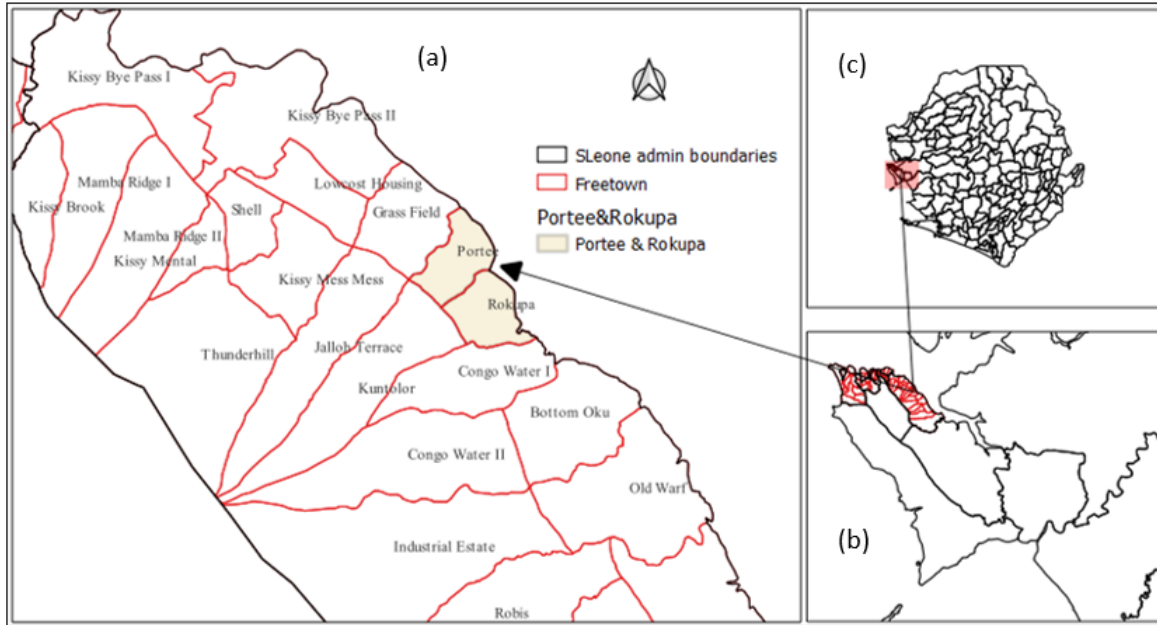 (a)
Kissy Bye Pass I
Kissy Bye Pass II
Mamba Ridge I
Lowcost Housing
Kissy Brook
Shell
Grass Field
Mamba Ridge II
Kissy Mental
Portee
Kissy Mess Mess
Rokupa
Thunderhill
Jalloh Terrace
Congo Water I
Kuntolor
Bottom Oku
Congo Water II
Old Warf
Industrial Estate
Robis
SLeone admin boundaries
Freetown
Portee&Rokupa
Portee & Rokupa
(c)
(b)